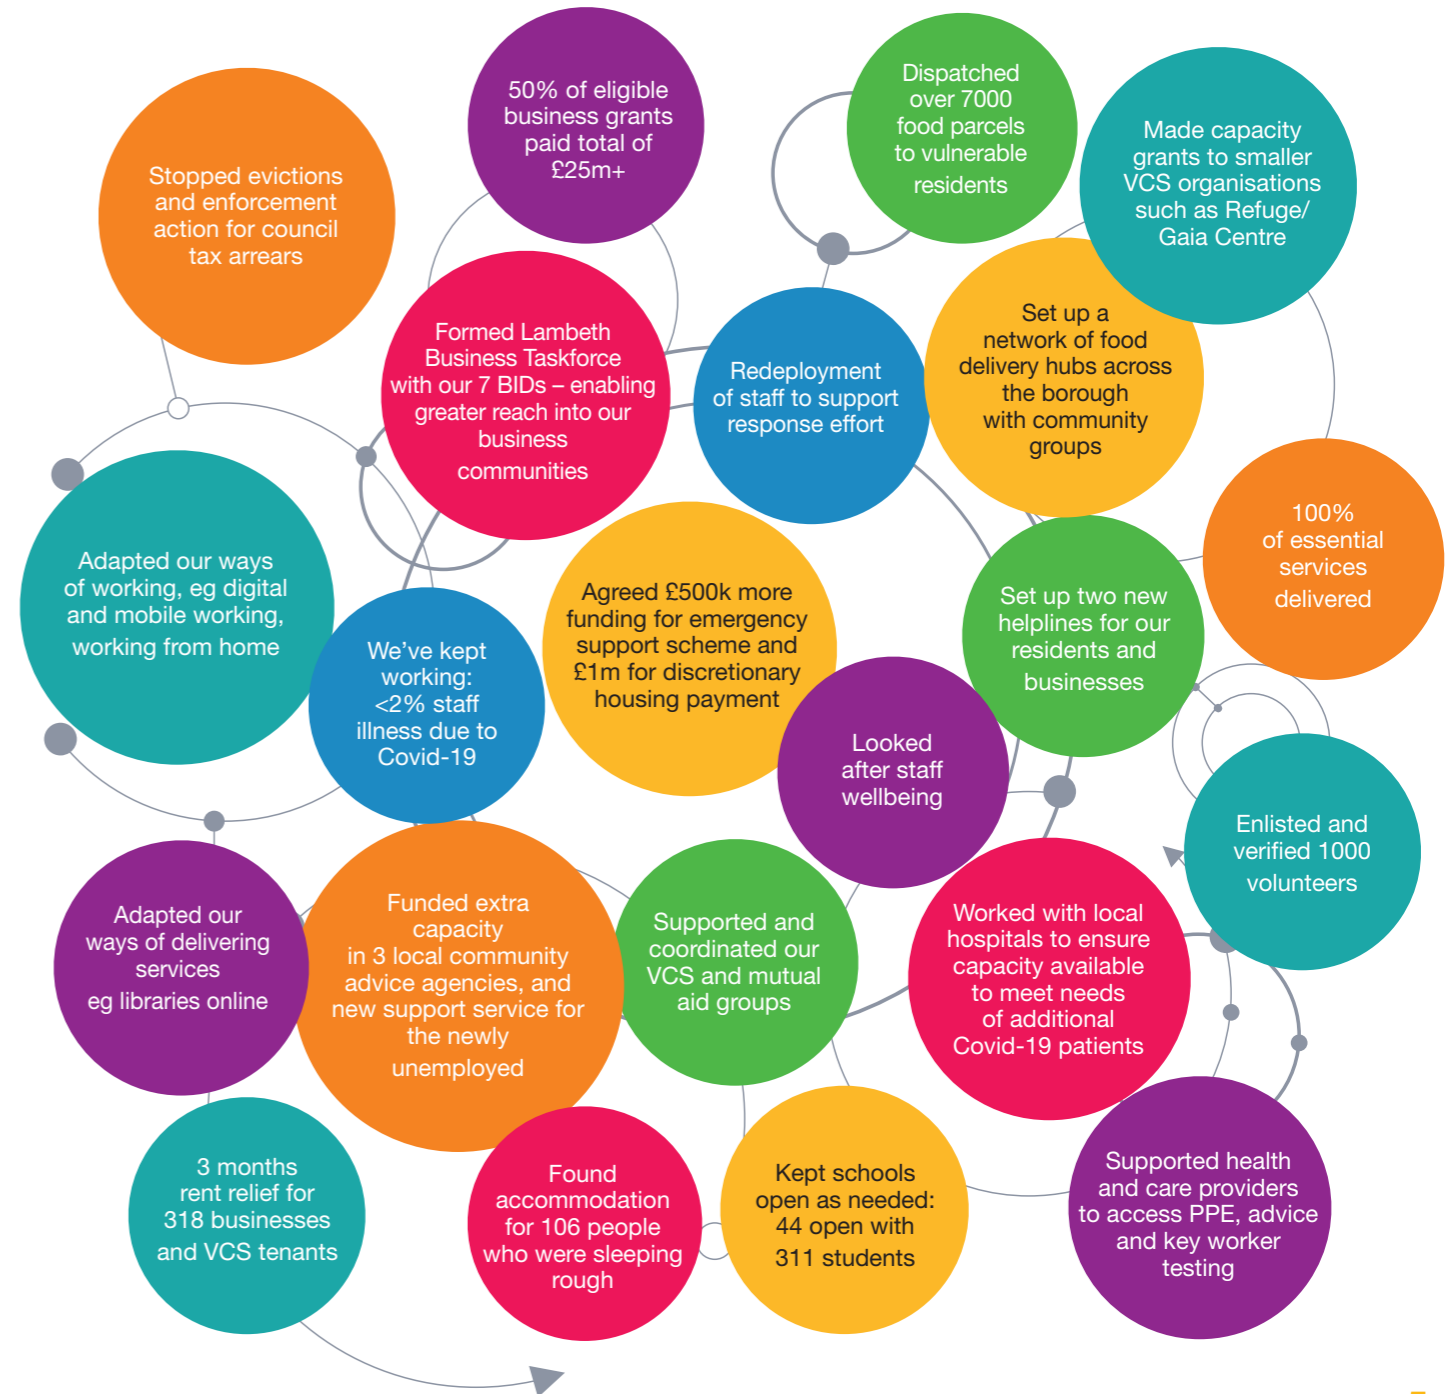 Stopped evictions
and enforcement
action for council
tax arrears
50% of eligible
business grants
paid total of
£25m+
Dispatched
over 7000
food parcels
to vulnerable
residents
Made capacity
grants to smaller
VCS organisations
such as Refuge/
Gaia Centre
Formed Lambeth
Business Taskforce
with our 7 BIDs – enabling
greater reach into our
business
communities
Redeployment
of staff to support
response effort
Set up a
network of food
delivery hubs across
the borough
with community
groups
100%
of essential
services
delivered
Adapted our ways
of working, eg digital
and mobile working,
working from home
We’ve kept
working:
<2% staff
illness due to
Covid-19
Agreed £500k more
funding for emergency
support scheme and
£1m for discretionary
housing payment
Looked
after staff
wellbeing
Set up two new
helplines for our
residents and
businesses
Enlisted and
verified 1000
volunteers
Adapted our
ways of delivering
services
eg libraries online
Funded extra
capacity
in 3 local community
advice agencies, and
new support service for
the newly
unemployed
Supported and
coordinated our
VCS and mutual
aid groups
Worked with local
hospitals to ensure
capacity available
to meet needs
of additional
Covid-19 patients
3 months
rent relief for
318 businesses
and VCS tenants
Found
accommodation
for 106 people
who were sleeping
rough
Kept schools
open as needed:
44 open with
311 students
Supported health
and care providers
to access PPE, advice
and key worker
testing